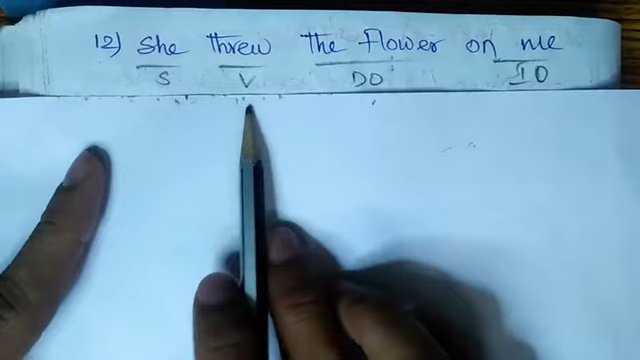 12) She threw the flower on me
S V DO IO